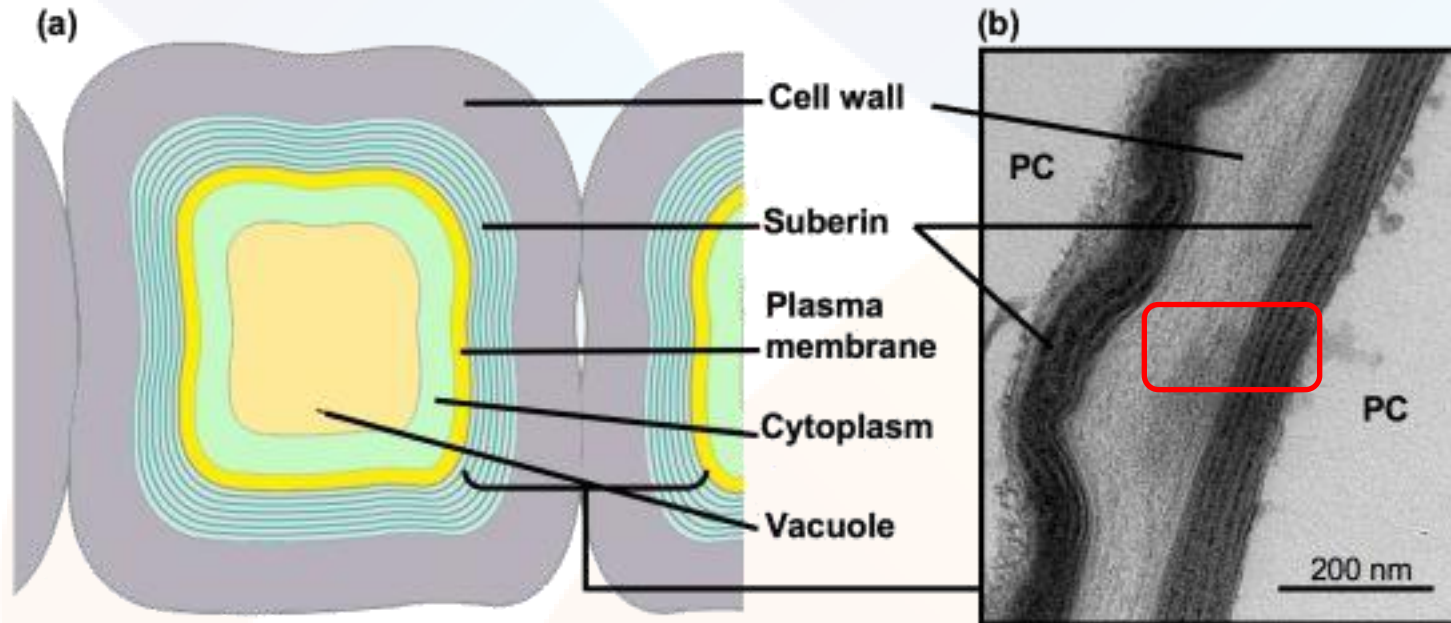 (a)
(b)
Cell wall
Suberin
Plasma
membrane
Cytoplasm
Vacuole
PC
PC
200 nm